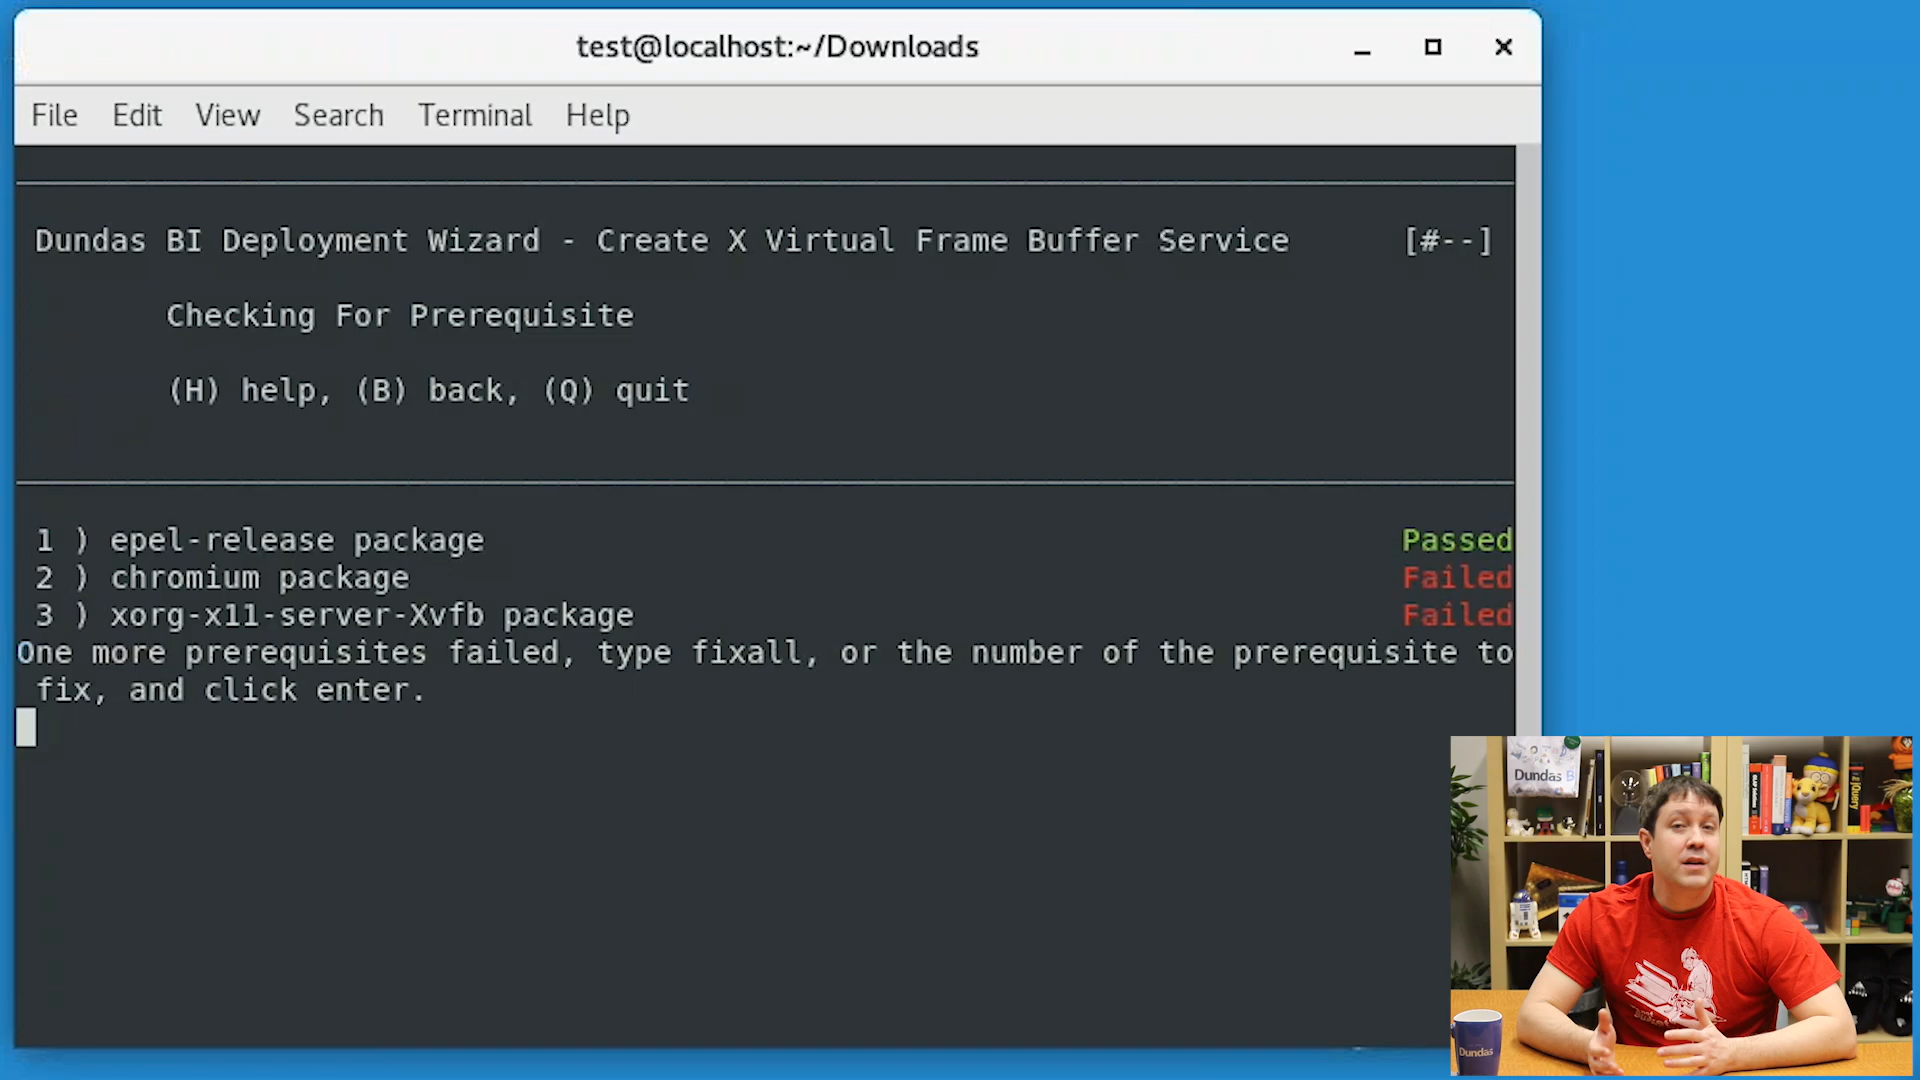 test@localhost:~/Downloads
File Edit View Search Terminal Help
Dundas BI Deployment Wizard - Create X Virtual Frame Buffer Service [#--]
Checking For Prerequisite
(H) help, (B) back, (Q) quit
1 ) epel-release package Passed
2 ) chromium package Failed
3 ) xorg-x11-server-Xvfb package Failed
One more prerequisites failed, type fixall, or the number of the prerequisite to
fix, and click enter.
Dundas B
jQuery
Dundas